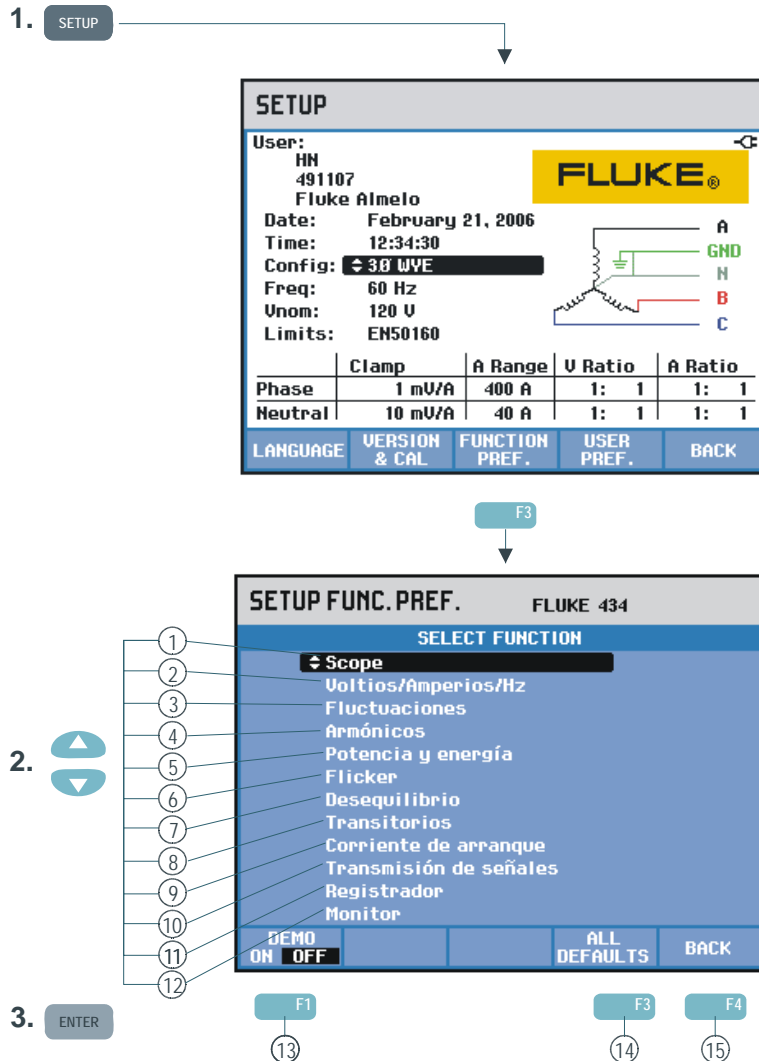 1. SETUP
SETUP
User:
HN
491107
Fluke Almelo
FLUKE®
Date: February 21, 2006
Time: 12:34:30
Config: 3Ø WYE
Freq: 60 Hz
Vnom: 120 V
Limits: EN50160
A
GND
N
B
C
Clamp A Range V Ratio A Ratio
Phase 1 mV/A 400 A 1: 1 1: 1
Neutral 10 mV/A 40 A 1: 1 1: 1
LANGUAGE VERSION & CAL FUNCTION PREF. USER PREF. BACK
F3
SETUP FUNC. PREF. FLUKE 434
SELECT FUNCTION
2.
1 Scope
2 Voltios/Amperios/Hz
3 Fluctuaciones
4 Armónicos
5 Potencia y energía
6 Flicker
7 Desequilibrio
8 Transitorios
9 Corriente de arranque
10 Transmisión de señales
11 Registrador
12 Monitor
DEMO ON OFF ALL DEFAULTS BACK
3. ENTER
F1 F3 F4
13 14 15